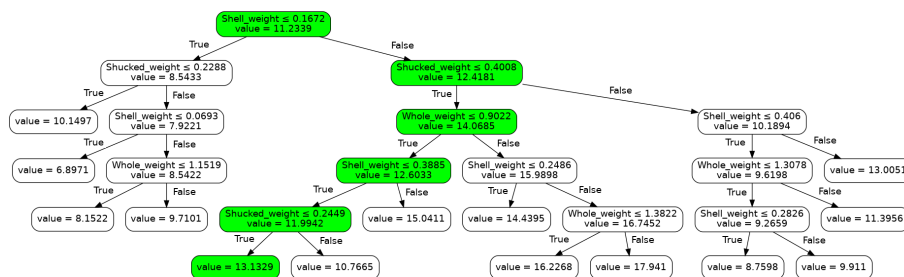 Shell_weight ≤ 0.1672
value = 11.2339
True
False
Shucked_weight ≤ 0.2288
value = 8.5433
Shucked_weight ≤ 0.4008
value = 12.4181
True
False
True
False
value = 10.1497
Shell_weight ≤ 0.0693
value = 7.9221
Whole_weight ≤ 0.9022
value = 14.0685
Shell_weight ≤ 0.406
value = 10.1894
True
False
True
False
True
False
value = 6.8971
Whole_weight ≤ 1.1519
value = 8.5422
Shell_weight ≤ 0.3885
value = 12.6033
Shell_weight ≤ 0.2486
value = 15.9898
Whole_weight ≤ 1.3078
value = 9.6198
value = 13.0051
True
False
True
False
True
False
True
False
value = 8.1522
value = 9.7101
Shucked_weight ≤ 0.2449
value = 11.9942
value = 15.0411
value = 14.4395
Whole_weight ≤ 1.3822
value = 16.7452
Shell_weight ≤ 0.2826
value = 9.2659
value = 11.3956
True
False
True
False
True
False
value = 13.1329
value = 10.7665
value = 16.2268
value = 17.941
value = 8.7598
value = 9.911